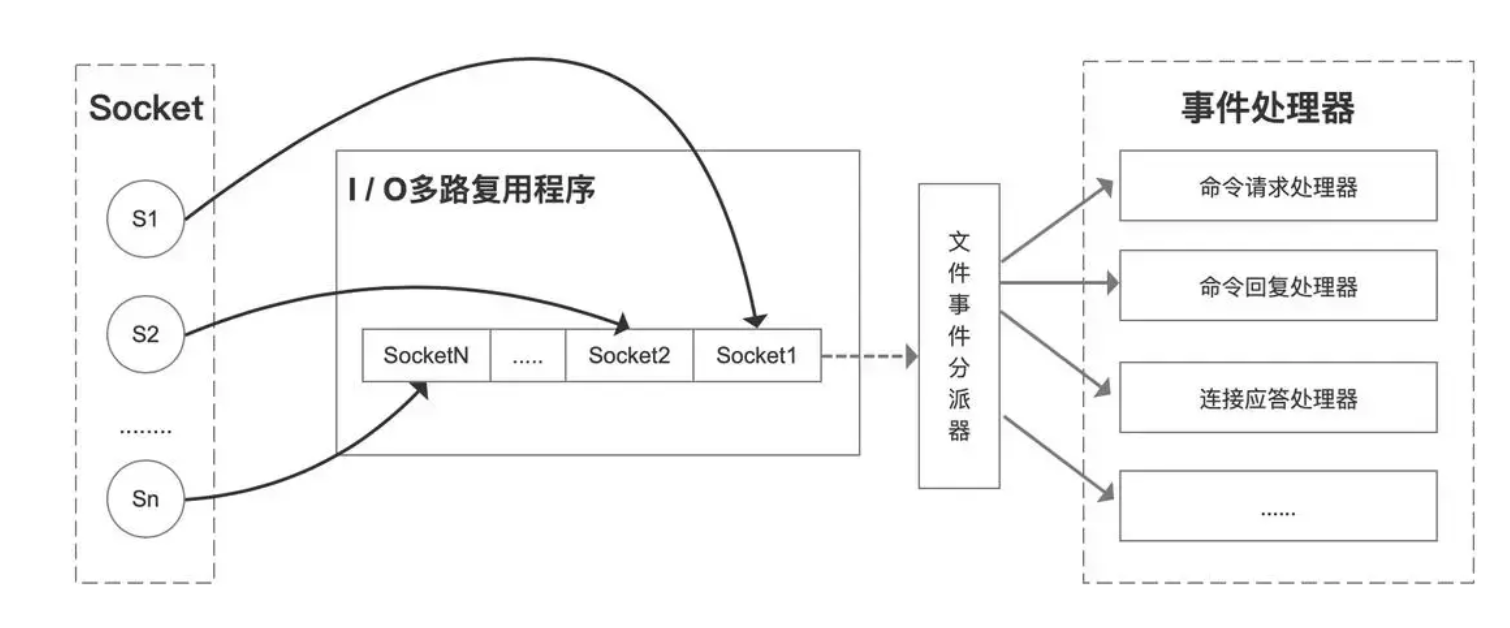 Socket
S1
S2
........
Sn
I / O多路复用程序
SocketN
.....
Socket2
Socket1
文件事件分派器
事件处理器
命令请求处理器
命令回复处理器
连接应答处理器
......